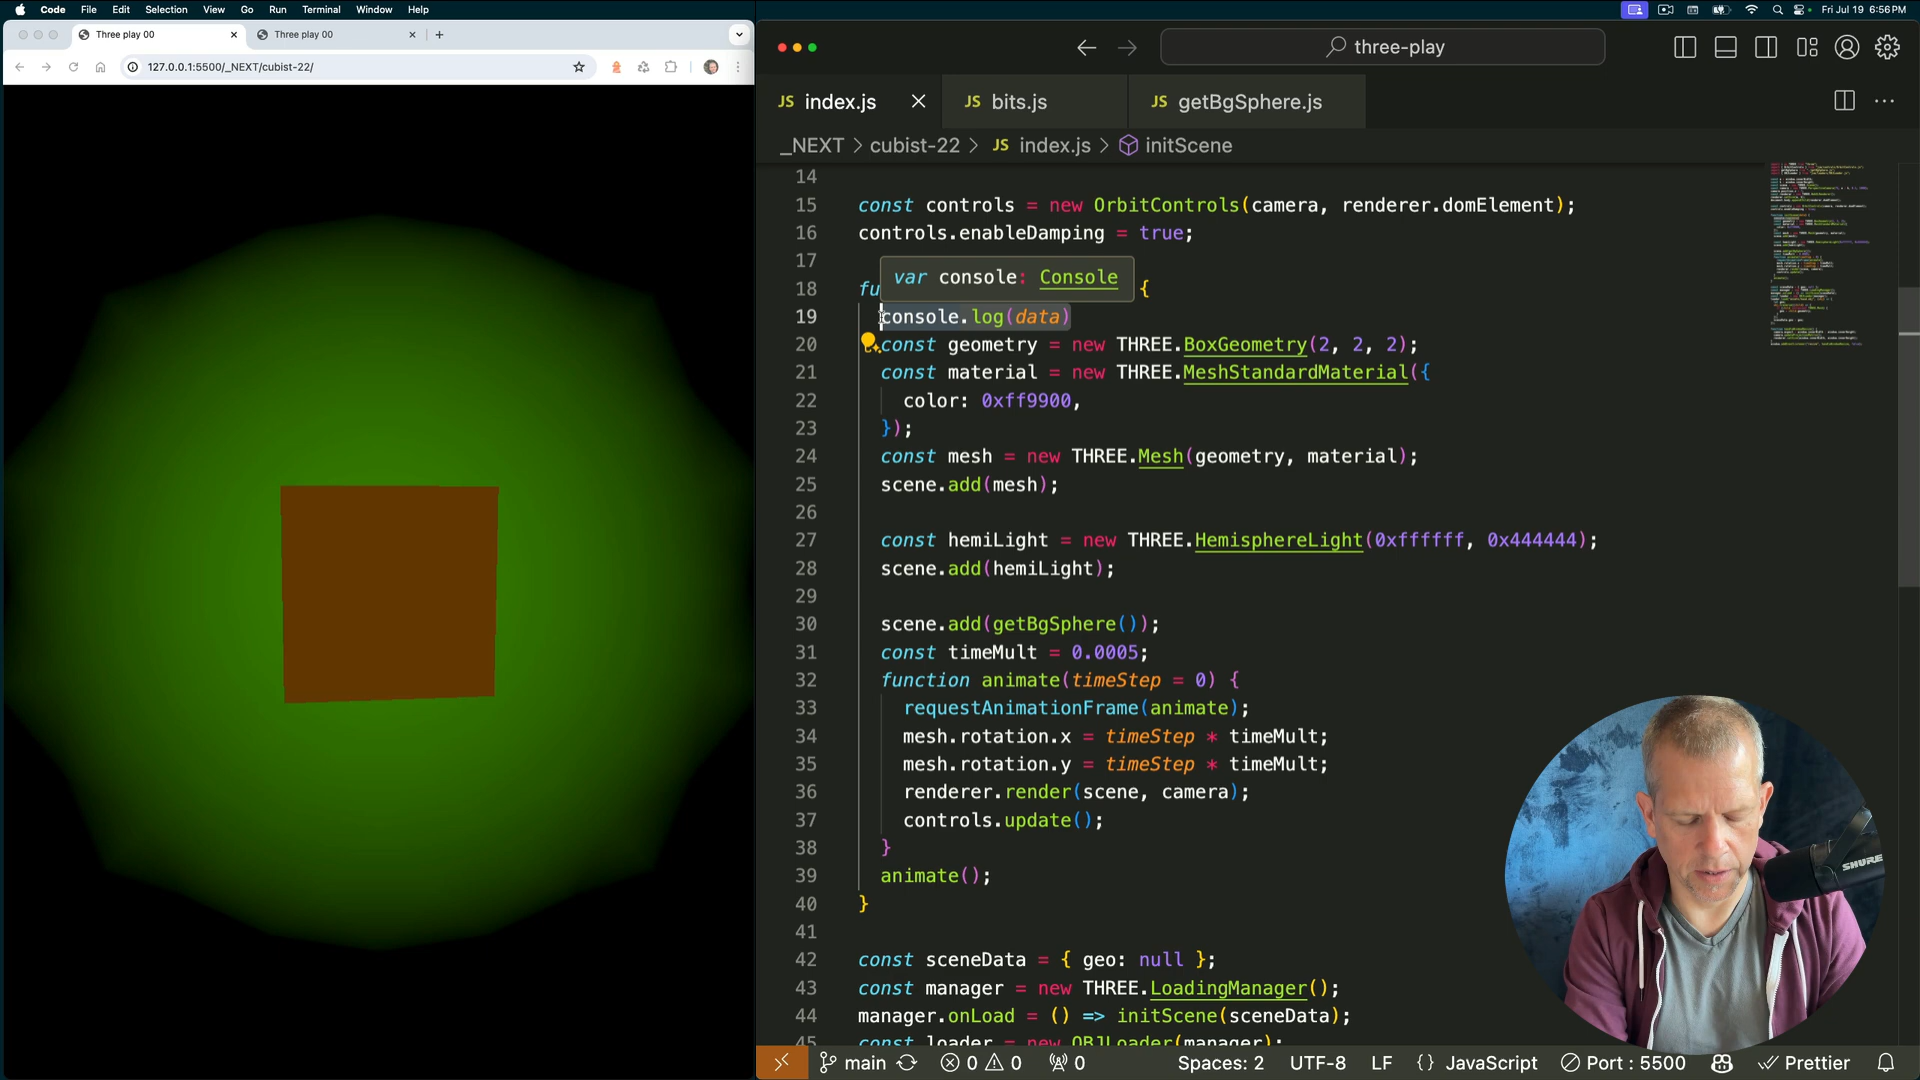 Code File Edit Selection View Go Run Terminal Window Help
Fri Jul 19 6:56 PM
Three play 00
Three play 00
127.0.0.1:5500/_NEXT/cubist-22/
three-play
JS index.js
JS bits.js
JS getBgSphere.js
_NEXT > cubist-22 > JS index.js > initScene
14
15 const controls = new OrbitControls(camera, renderer.domElement);
16 controls.enableDamping = true;
17
var console: Console
18 fu {
19 console.log(data)
20 const geometry = new THREE.BoxGeometry(2, 2, 2);
21 const material = new THREE.MeshStandardMaterial({
22 color: 0xff9900,
23 });
24 const mesh = new THREE.Mesh(geometry, material);
25 scene.add(mesh);
26
27 const hemiLight = new THREE.HemisphereLight(0xffffff, 0x444444);
28 scene.add(hemiLight);
29
30 scene.add(getBgSphere());
31 const timeMult = 0.0005;
32 function animate(timeStep = 0) {
33 requestAnimationFrame(animate);
34 mesh.rotation.x = timeStep * timeMult;
35 mesh.rotation.y = timeStep * timeMult;
36 renderer.render(scene, camera);
37 controls.update();
38 }
39 animate();
40 }
41
42 const sceneData = { geo: null };
43 const manager = new THREE.LoadingManager();
44 manager.onLoad = () => initScene(sceneData);
45 const loader = new OBJLoader(manager);
SHURE
main 0 0 0 Spaces: 2 UTF-8 LF {} JavaScript Port : 5500 Prettier